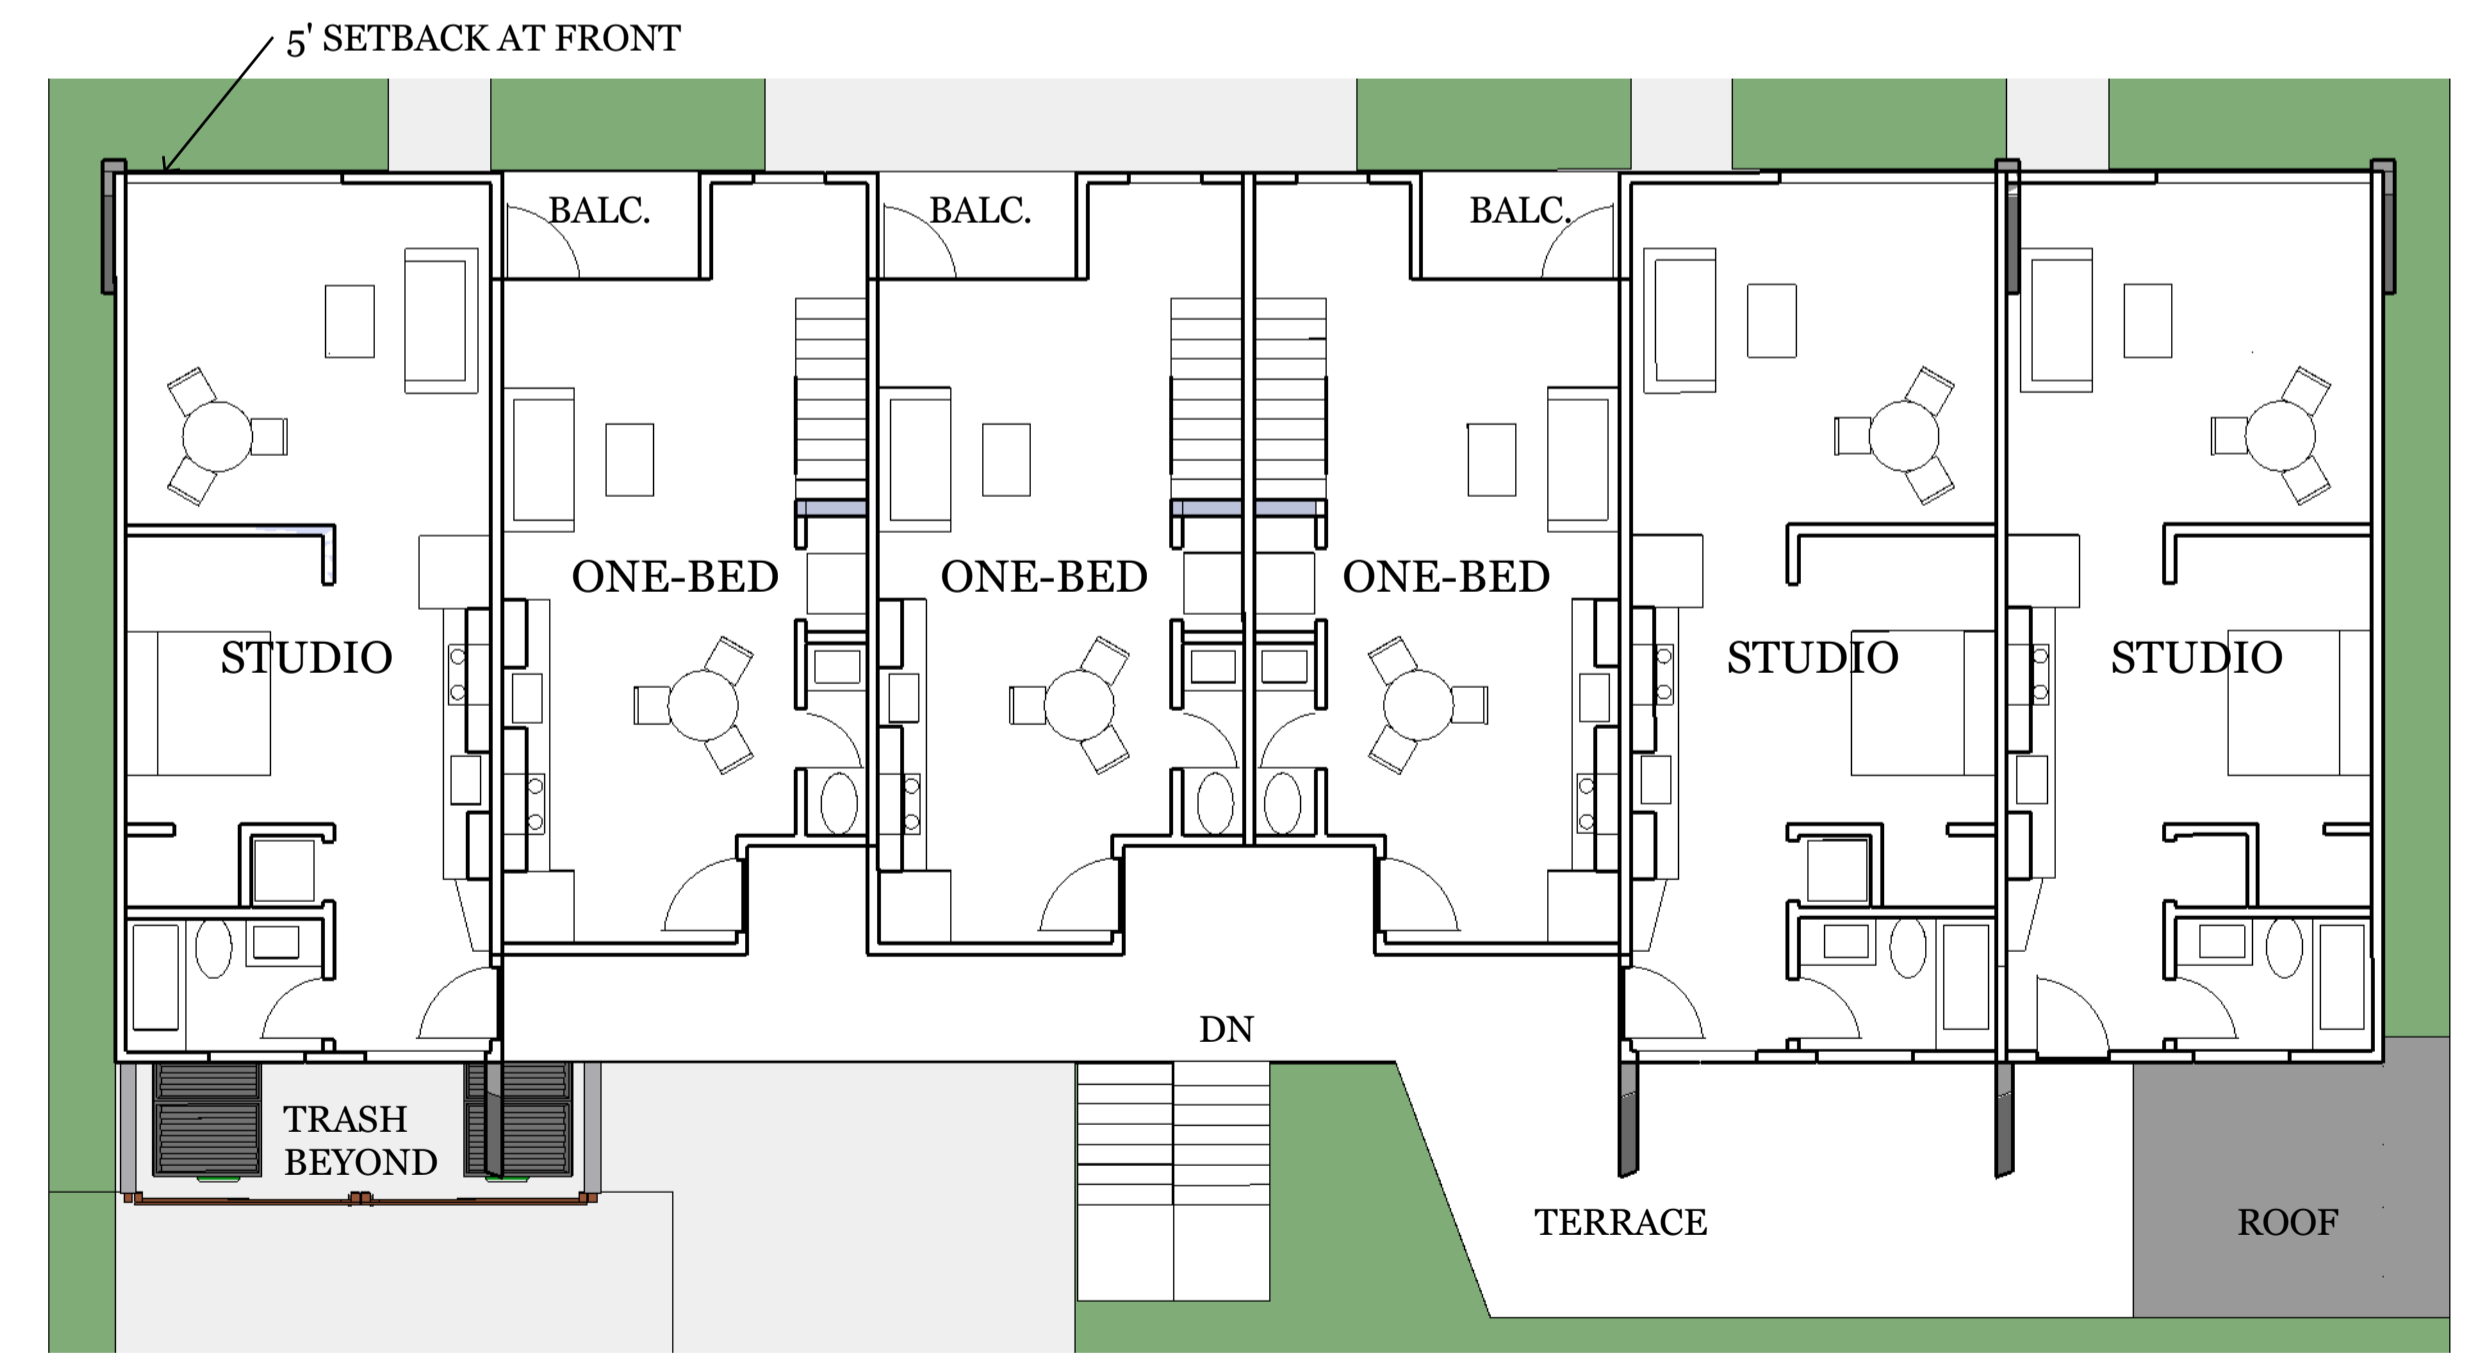 5' SETBACK AT FRONT
BALC.
BALC.
BALC.
ONE-BED
ONE-BED
ONE-BED
STUDIO
STUDIO
STUDIO
DN
TRASH
BEYOND
TERRACE
ROOF